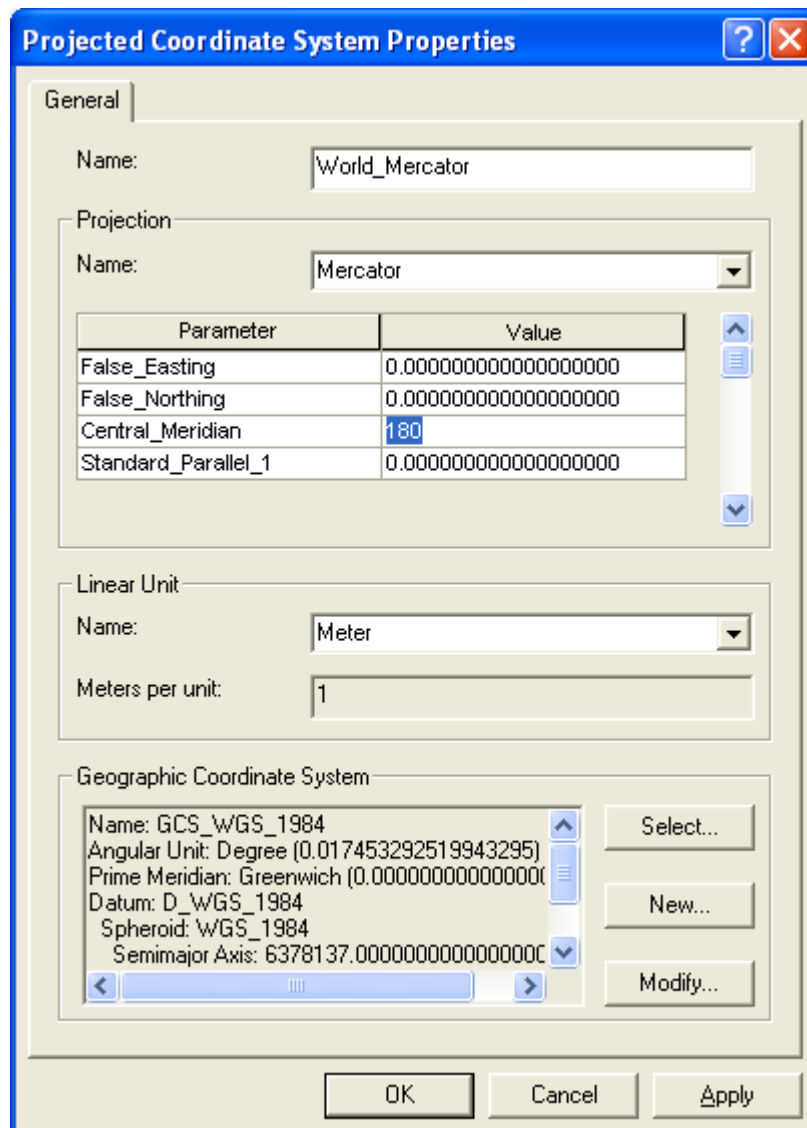 Projected Coordinate System Properties
General
Name: World_Mercator
Projection
Name: Mercator
Parameter Value
False_Easting 0.000000000000000000
False_Northing 0.000000000000000000
Central_Meridian 180
Standard_Parallel_1 0.000000000000000000
Linear Unit
Name: Meter
Meters per unit: 1
Geographic Coordinate System
Name: GCS_WGS_1984
Angular Unit: Degree (0.017453292519943295)
Prime Meridian: Greenwich (0.000000000000000
Datum: D_WGS_1984
Spheroid: WGS_1984
Semimajor Axis: 6378137.000000000000000
Select...
New...
Modify...
OK Cancel Apply